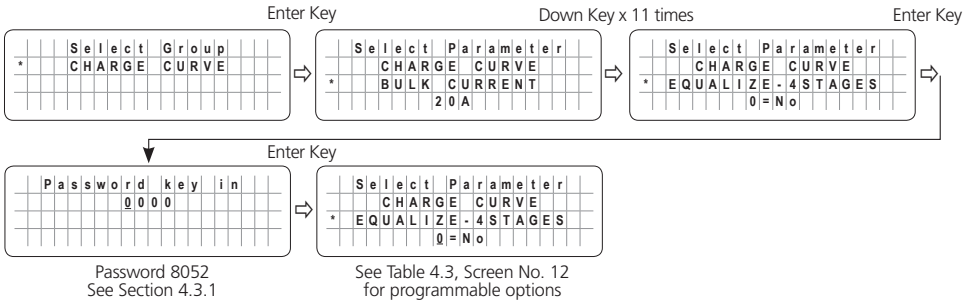 Enter Key
Down Key x 11 times
Enter Key
Select Group
* CHARGE CURVE
Select Parameter
CHARGE CURVE
* BULK CURRENT
20A
Select Parameter
CHARGE CURVE
* EQUALIZE-4STAGES
0=No
Enter Key
Password key in
0000
Select Parameter
CHARGE CURVE
* EQUALIZE-4STAGES
0=No
Password 8052
See Section 4.3.1
See Table 4.3, Screen No. 12
for programmable options